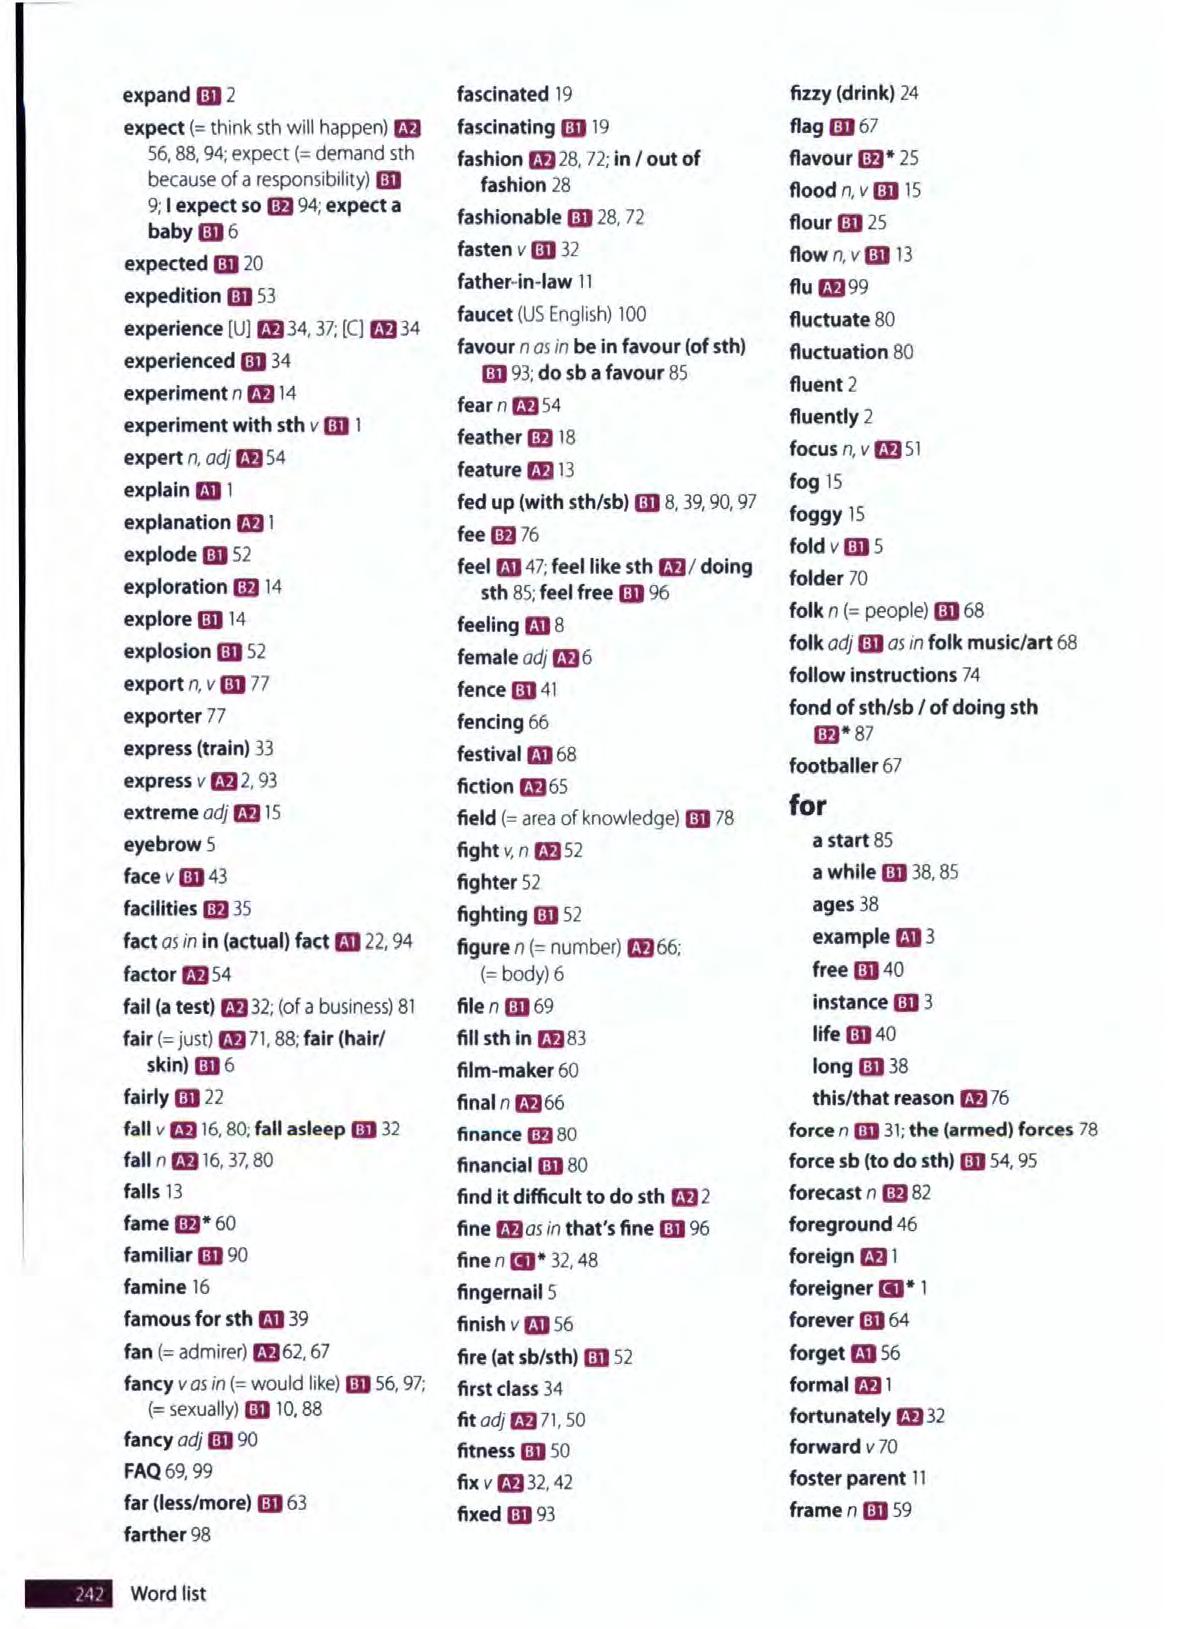 expand B1 2
expect (= think sth will happen) A2
56, 88, 94; expect (= demand sth
because of a responsibility) B1
9; I expect so B2 94; expect a
baby B1 6
expected B1 20
expedition B1 53
experience [U] A2 34, 37; [C] A2 34
experienced B1 34
experiment n A2 14
experiment with sth v B1 1
expert n, adj A2 54
explain A1 1
explanation A2 1
explode B1 52
exploration B2 14
explore B1 14
explosion B1 52
export n, v B1 77
exporter 77
express (train) 33
express v A2 2, 93
extreme adj A2 15
eyebrow 5
face v B1 43
facilities B2 35
fact as in in (actual) fact A1 22, 94
factor A2 54
fail (a test) A2 32; (of a business) 81
fair (= just) A2 71, 88; fair (hair/
skin) B1 6
fairly B1 22
fall v A2 16, 80; fall asleep B1 32
fall n A2 16, 37, 80
falls 13
fame B2* 60
familiar B1 90
famine 16
famous for sth A1 39
fan (= admirer) A2 62, 67
fancy v as in (= would like) B1 56, 97;
(= sexually) B1 10, 88
fancy adj B1 90
FAQ 69, 99
far (less/more) B1 63
farther 98
fascinated 19
fascinating B1 19
fashion A2 28, 72; in / out of
fashion 28
fashionable B1 28, 72
fasten v B1 32
father-in-law 11
faucet (US English) 100
favour n as in be in favour (of sth)
B1 93; do sb a favour 85
fear n A2 54
feather B2 18
feature A2 13
fed up (with sth/sb) B1 8, 39, 90, 97
fee B2 76
feel A1 47; feel like sth A2 / doing
sth 85; feel free B1 96
feeling A1 8
female adj A2 6
fence B1 41
fencing 66
festival A1 68
fiction A2 65
field (= area of knowledge) B1 78
fight v, n A2 52
fighter 52
fighting B1 52
figure n (= number) A2 66;
(= body) 6
file n B1 69
fill sth in A2 83
film-maker 60
final n A2 66
finance B2 80
financial B1 80
find it difficult to do sth A2 2
fine A2 as in that's fine B1 96
fine n C1* 32, 48
fingernail 5
finish v A1 56
fire (at sb/sth) B1 52
first class 34
fit adj A2 71, 50
fitness B1 50
fix v A2 32, 42
fixed B1 93
fizzy (drink) 24
flag B1 67
flavour B2* 25
flood n, v B1 15
flour B1 25
flow n, v B1 13
flu A2 99
fluctuate 80
fluctuation 80
fluent 2
fluently 2
focus n, v A2 51
fog 15
foggy 15
fold v B1 5
folder 70
folk n (= people) B1 68
folk adj B1 as in folk music/art 68
follow instructions 74
fond of sth/sb / of doing sth
B2* 87
footballer 67
for
a start 85
a while B1 38, 85
ages 38
example A1 3
free B1 40
instance B1 3
life B1 40
long B1 38
this/that reason A2 76
force n B1 31; the (armed) forces 78
force sb (to do sth) B1 54, 95
forecast n B2 82
foreground 46
foreign A2 1
foreigner C1* 1
forever B1 64
forget A1 56
formal A2 1
fortunately A2 32
forward v 70
foster parent 11
frame n B1 59
242 Word list